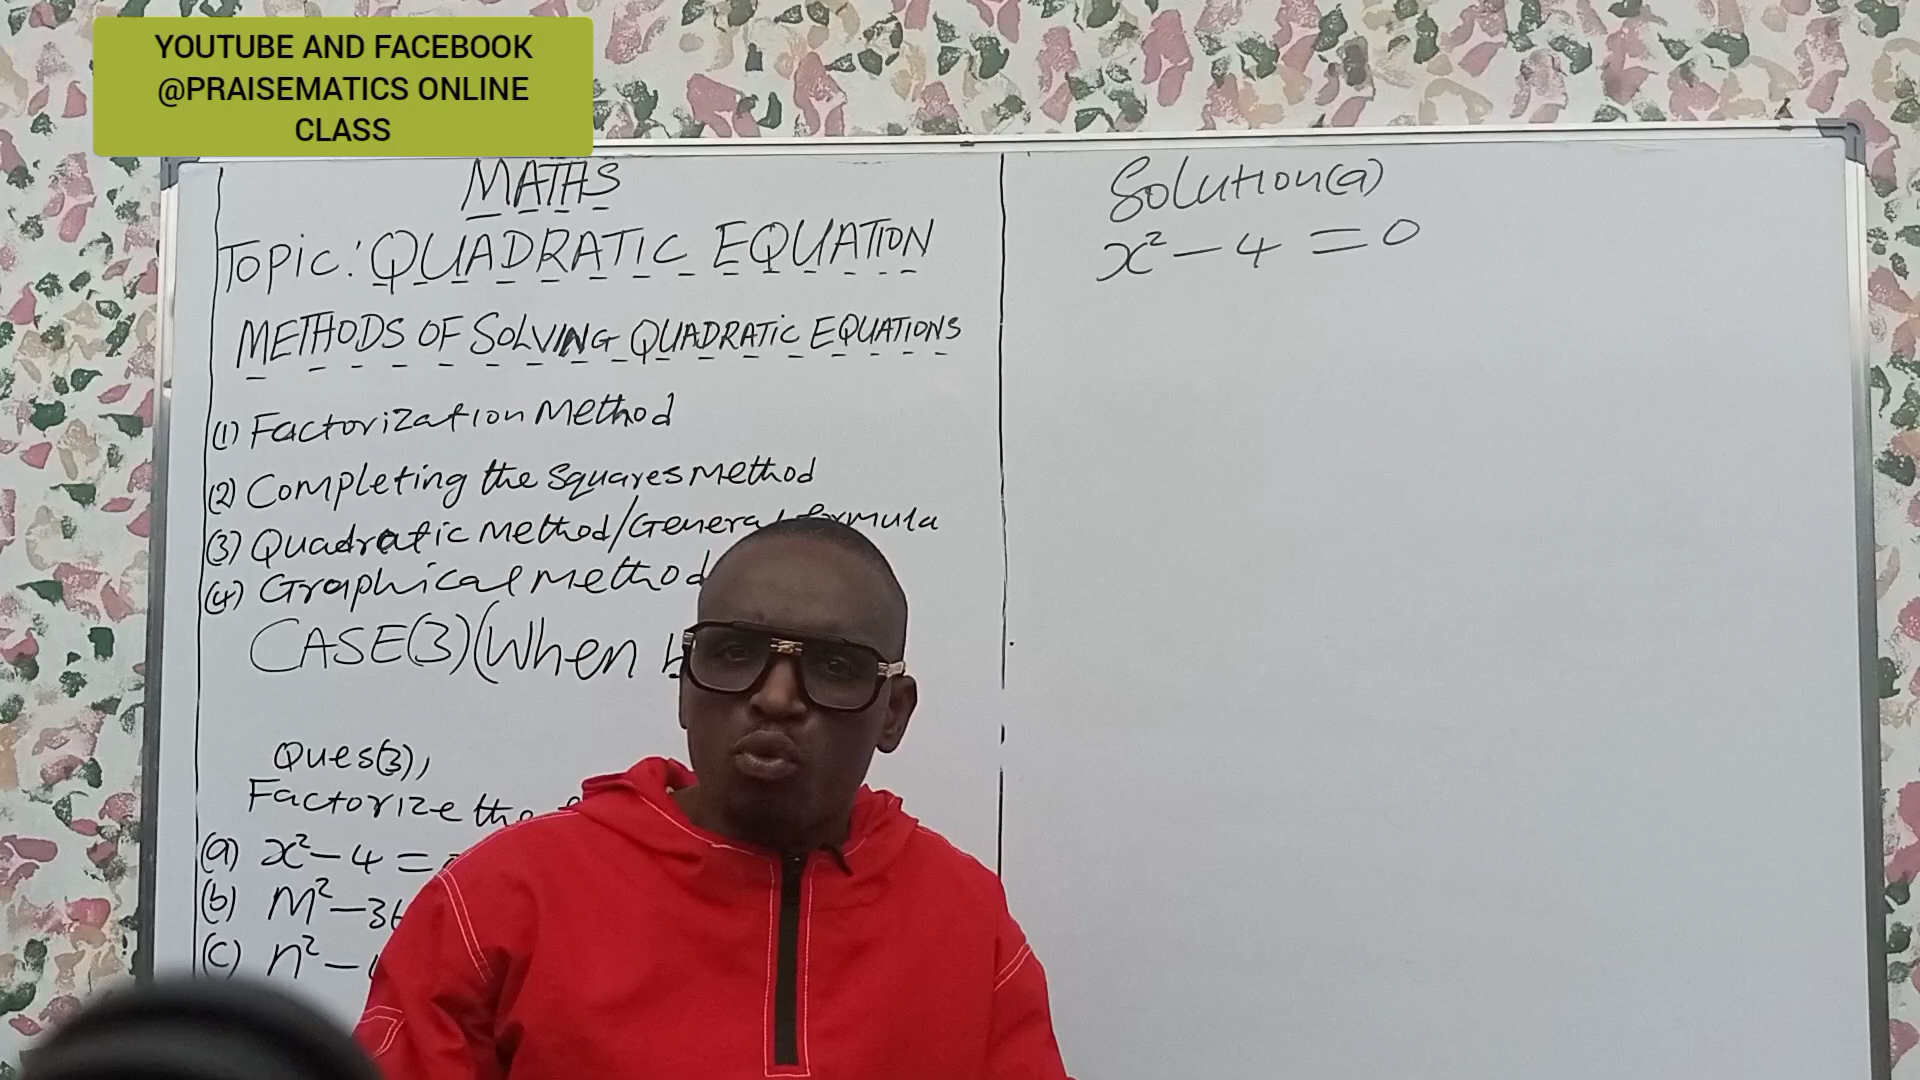 YOUTUBE AND FACEBOOK
@PRAISEMATICS ONLINE
CLASS
MATHS
Topic: QUADRATIC EQUATION
METHODS OF SOLVING QUADRATIC EQUATIONS
(1) Factorization Method
(2) Completing the Squares Method
(3) Quadratic Method/General formula
(4) Graphical method
CASE(3)(When
Ques(3),
Factorize the
(a) x² – 4 =
(b) M² – 36
(c) n² –
Solution(a)
x² – 4 = 0